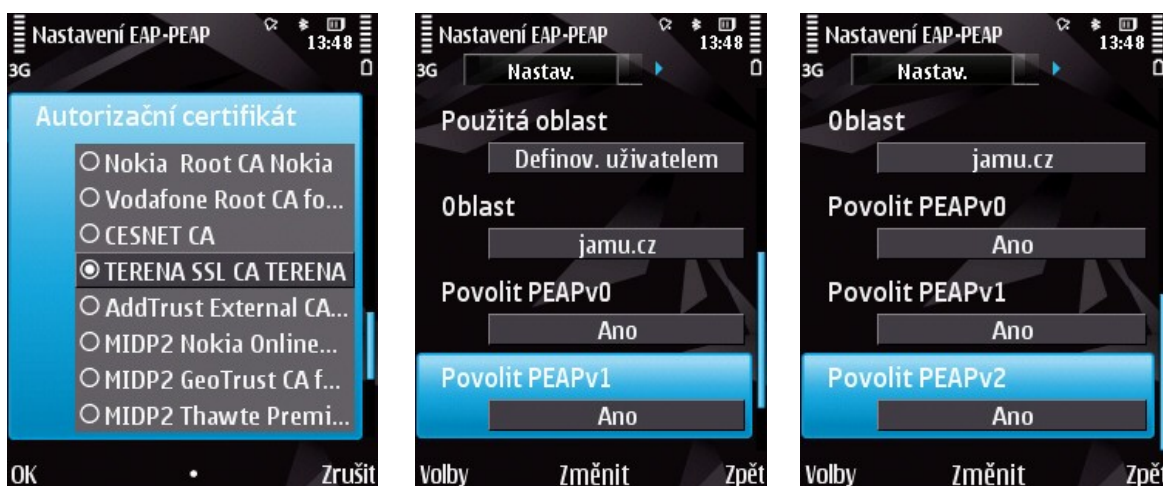 Nastavení EAP-PEAP
13:48
3G
Autorizační certifikát
Nokia Root CA Nokia
Vodafone Root CA fo...
CESNET CA
TERENA SSL CA TERENA
AddTrust External CA...
MIDP2 Nokia Online...
MIDP2 GeoTrust CA f...
MIDP2 Thawte Premi...
OK
Zrušit
Nastavení EAP-PEAP
13:48
3G
Nastav.
Použitá oblast
Definov. uživatelem
Oblast
jamu.cz
Povolit PEAPv0
Ano
Povolit PEAPv1
Ano
Volby
Změnit
Zpět
Nastavení EAP-PEAP
13:48
3G
Nastav.
Oblast
jamu.cz
Povolit PEAPv0
Ano
Povolit PEAPv1
Ano
Povolit PEAPv2
Ano
Volby
Změnit
Zpět